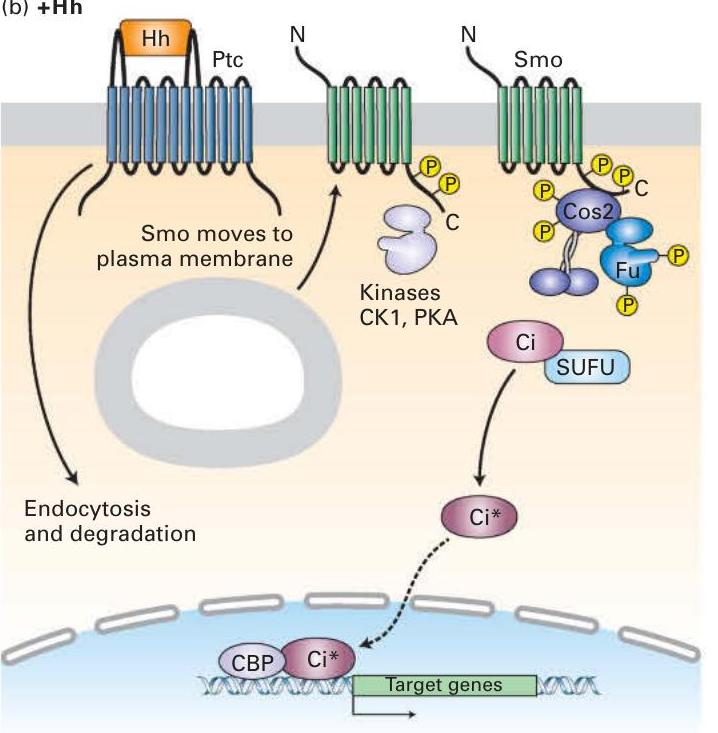 (b) +Hh
Hh
Ptc
N
N
Smo
P
P
C
P
P
C
P
P
Cos2
Fu
P
P
Smo moves to
plasma membrane
Kinases
CK1, PKA
Ci
SUFU
Endocytosis
and degradation
Ci*
CBP
Ci*
Target genes